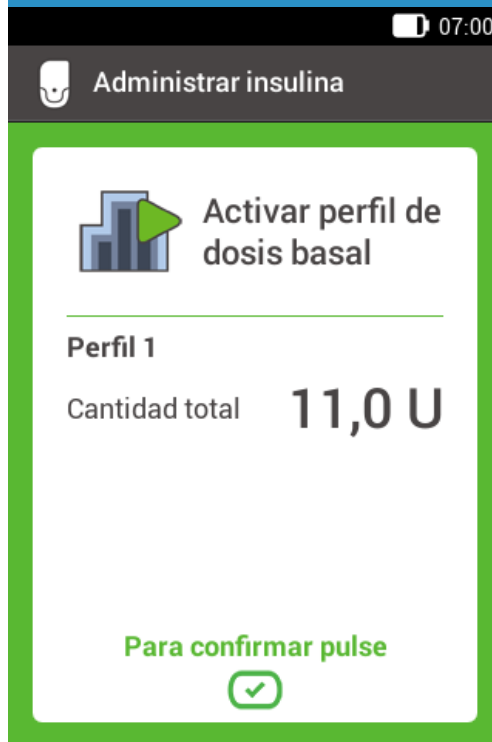 07:00
Administrar insulina
Activar perfil de
dosis basal
Perfil 1
Cantidad total 11,0 U
Para confirmar pulse